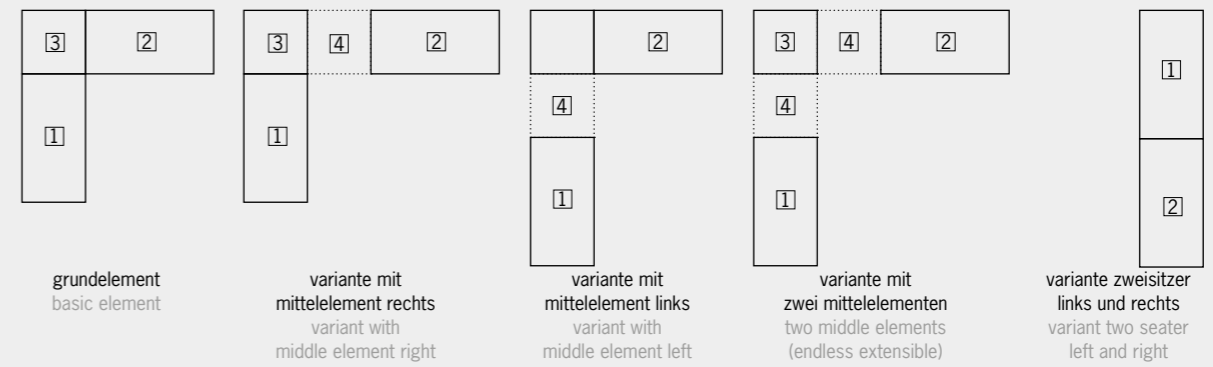 3 2
1
grundelement
basic element
3 4 2
1
variante mit
mittelelement rechts
variant with
middle element right
2
4
1
variante mit
mittelelement links
variant with
middle element left
3 4 2
4
1
variante mit
zwei mittelelementen
two middle elements
(endless extensible)
1
2
variante zweisitzer
links und rechts
variant two seater
left and right